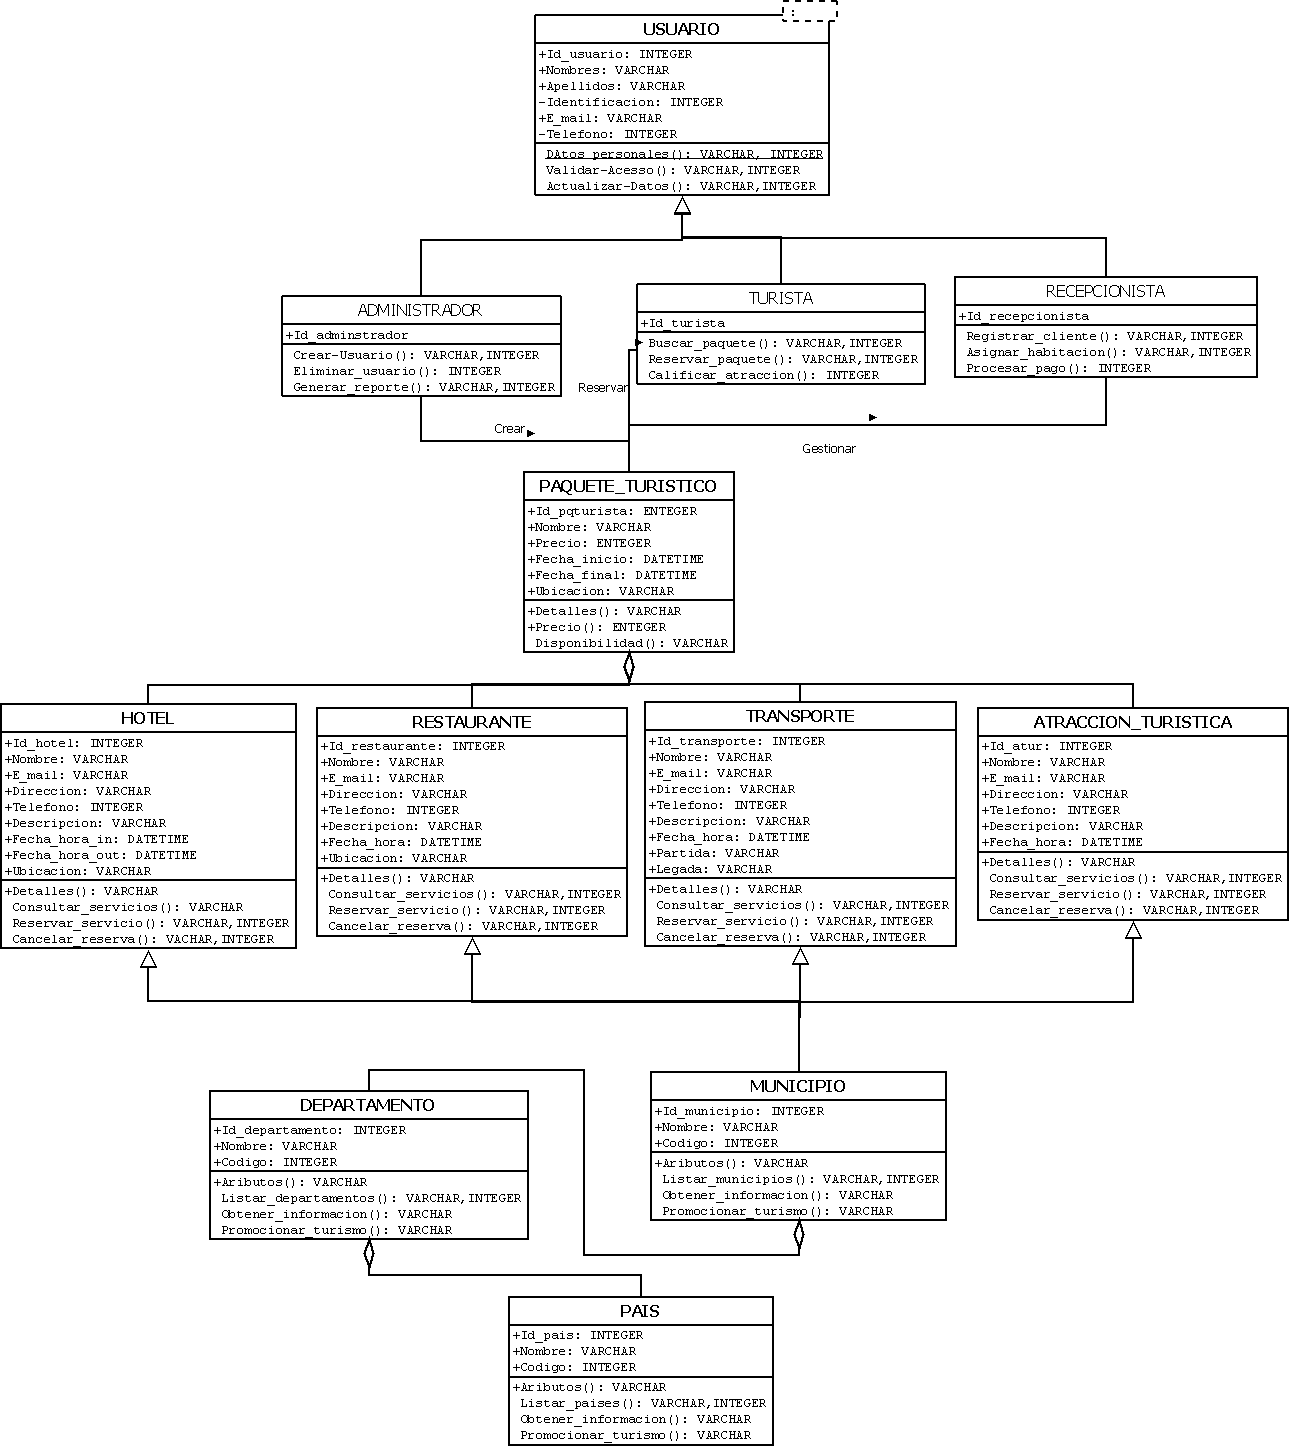 :
USUARIO
+Id_usuario: INTEGER
+Nombres: VARCHAR
+Apellidos: VARCHAR
-Identificacion: INTEGER
+E_mail: VARCHAR
-Telefono: INTEGER
DAtos_personales(): VARCHAR, INTEGER
Validar-Acesso(): VARCHAR,INTEGER
Actualizar-Datos(): VARCHAR,INTEGER
ADMINISTRADOR
+Id_adminstrador
Crear-Usuario(): VARCHAR,INTEGER
Eliminar_usuario(): INTEGER
Generar_reporte(): VARCHAR,INTEGER
TURISTA
+Id_turista
Buscar_paquete(): VARCHAR,INTEGER
Reservar_paquete(): VARCHAR,INTEGER
Calificar_atraccion(): INTEGER
RECEPCIONISTA
+Id_recepcionista
Registrar_cliente(): VARCHAR,INTEGER
Asignar_habitacion(): VARCHAR,INTEGER
Procesar_pago(): INTEGER
Reservar
Crear
Gestionar
PAQUETE_TURISTICO
+Id_pqturista: ENTEGER
+Nombre: VARCHAR
+Precio: ENTEGER
+Fecha_inicio: DATETIME
+Fecha_final: DATETIME
+Ubicacion: VARCHAR
+Detalles(): VARCHAR
+Precio(): ENTEGER
Disponibilidad(): VARCHAR
HOTEL
+Id_hotel: INTEGER
+Nombre: VARCHAR
+E_mail: VARCHAR
+Direccion: VARCHAR
+Telefono: INTEGER
+Descripcion: VARCHAR
+Fecha_hora_in: DATETIME
+Fecha_hora_out: DATETIME
+Ubicacion: VARCHAR
+Detalles(): VARCHAR
Consultar_servicios(): VARCHAR
Reservar_servicio(): VARCHAR,INTEGER
Cancelar_reserva(): VACHAR,INTEGER
RESTAURANTE
+Id_restaurante: INTEGER
+Nombre: VARCHAR
+E_mail: VARCHAR
+Direccion: VARCHAR
+Telefono: INTEGER
+Descripcion: VARCHAR
+Fecha_hora: DATETIME
+Ubicacion: VARCHAR
+Detalles(): VARCHAR
Consultar_servicios(): VARCHAR,INTEGER
Reservar_servicio(): VARCHAR,INTEGER
Cancelar_reserva(): VARCHAR,INTEGER
TRANSPORTE
+Id_transporte: INTEGER
+Nombre: VARCHAR
+E_mail: VARCHAR
+Direccion: VARCHAR
+Telefono: INTEGER
+Descripcion: VARCHAR
+Fecha_hora: DATETIME
+Partida: VARCHAR
+Legada: VARCHAR
+Detalles(): VARCHAR
Consultar_servicios(): VARCHAR,INTEGER
Reservar_servicio(): VARCHAR,INTEGER
Cancelar_reserva(): VARCHAR,INTEGER
ATRACCION_TURISTICA
+Id_atur: INTEGER
+Nombre: VARCHAR
+E_mail: VARCHAR
+Direccion: VARCHAR
+Telefono: INTEGER
+Descripcion: VARCHAR
+Fecha_hora: DATETIME
+Detalles(): VARCHAR
Consultar_servicios(): VARCHAR,INTEGER
Reservar_servicio(): VARCHAR,INTEGER
Cancelar_reserva(): VARCHAR,INTEGER
DEPARTAMENTO
+Id_departamento: INTEGER
+Nombre: VARCHAR
+Codigo: INTEGER
+Aributos(): VARCHAR
Listar_departamentos(): VARCHAR,INTEGER
Obtener_informacion(): VARCHAR
Promocionar_turismo(): VARCHAR
MUNICIPIO
+Id_municipio: INTEGER
+Nombre: VARCHAR
+Codigo: INTEGER
+Aributos(): VARCHAR
Listar_municipios(): VARCHAR,INTEGER
Obtener_informacion(): VARCHAR
Promocionar_turismo(): VARCHAR
PAIS
+Id_pais: INTEGER
+Nombre: VARCHAR
+Codigo: INTEGER
+Aributos(): VARCHAR
Listar_paises(): VARCHAR,INTEGER
Obtener_informacion(): VARCHAR
Promocionar_turismo(): VARCHAR